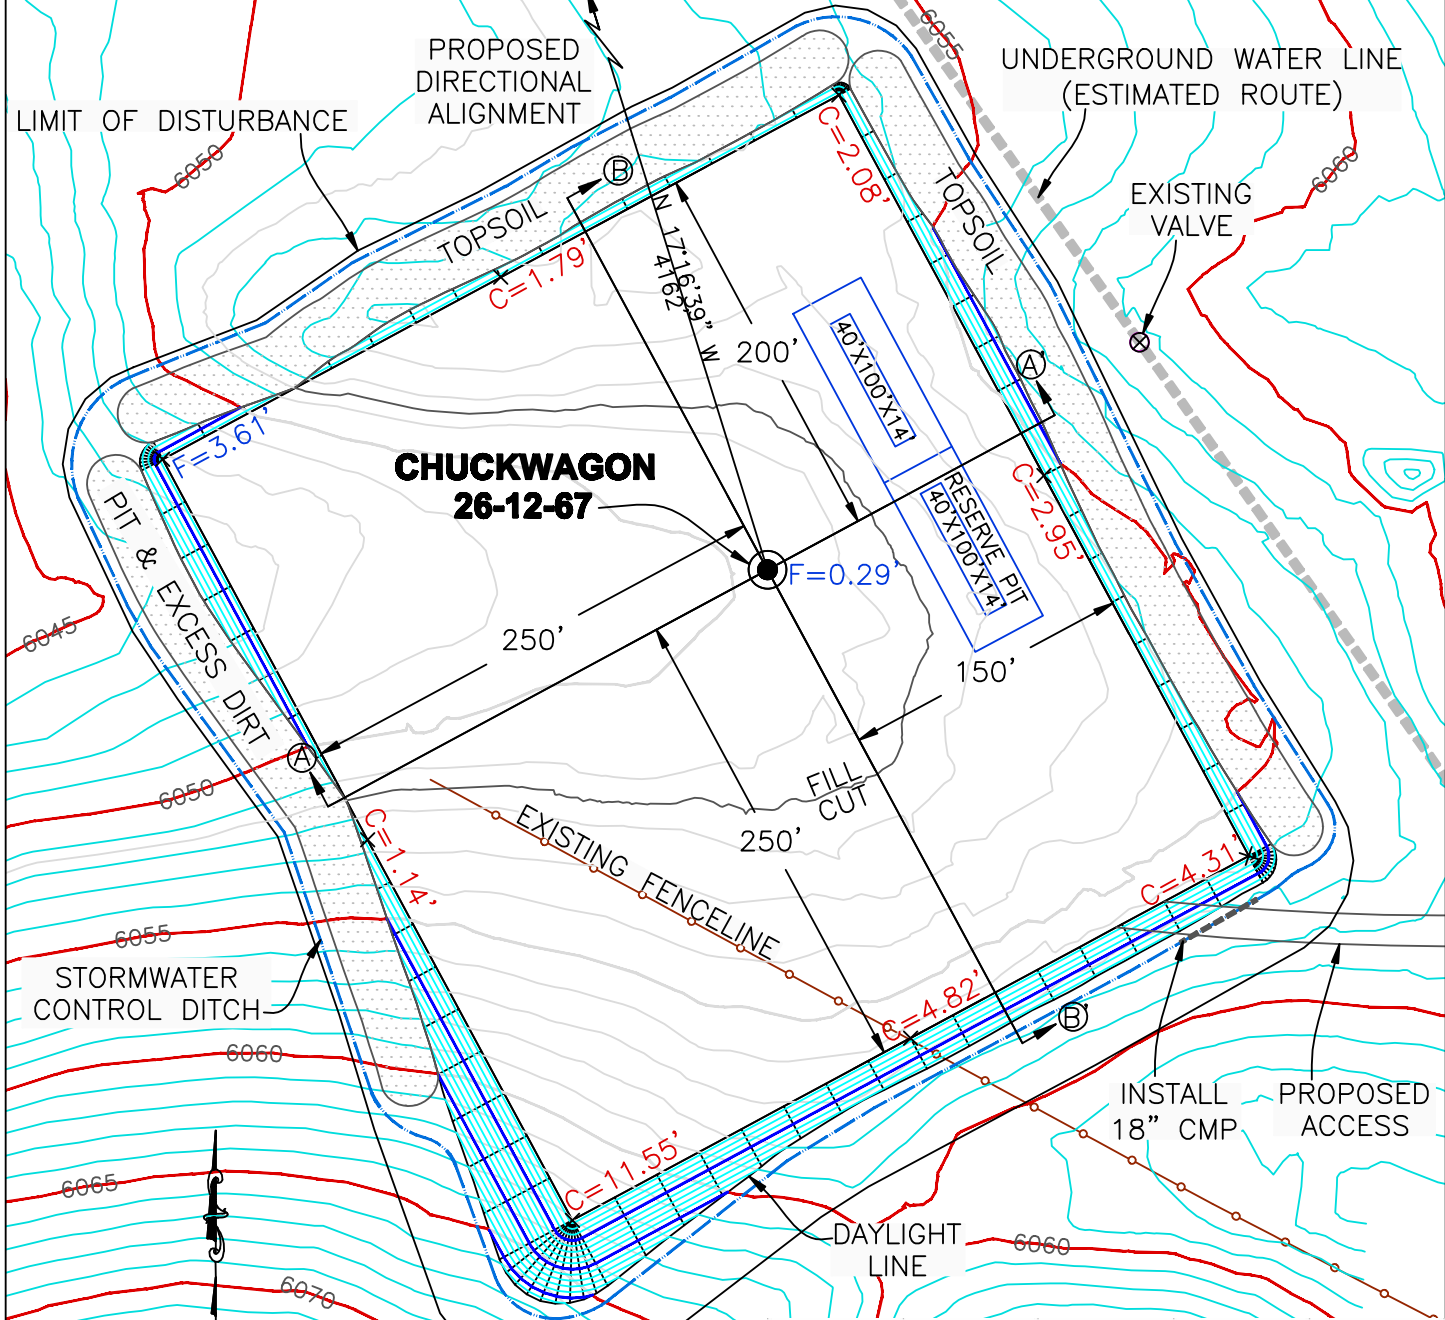 6055
PROPOSED
DIRECTIONAL
ALIGNMENT
UNDERGROUND WATER LINE
(ESTIMATED ROUTE)
LIMIT OF DISTURBANCE
6050
6060
C=2.08'
B
EXISTING
VALVE
TOPSOIL
TOPSOIL
N 17°16'39" W
4162'
C=1.79'
200'
40'X100'X14'
A'
F=3.61'
CHUCKWAGON
26-12-67
RESERVE PIT
40'X100'X14'
C=2.95'
PIT & EXCESS DIRT
F=0.29'
6045
250'
150'
A
6050
FILL
CUT
250'
EXISTING FENCELINE
C=1.14'
C=4.31'
6055
STORMWATER
CONTROL DITCH
C=4.82'
B'
6060
INSTALL
18" CMP
PROPOSED
ACCESS
C=11.55'
6065
DAYLIGHT
LINE
6060
6070